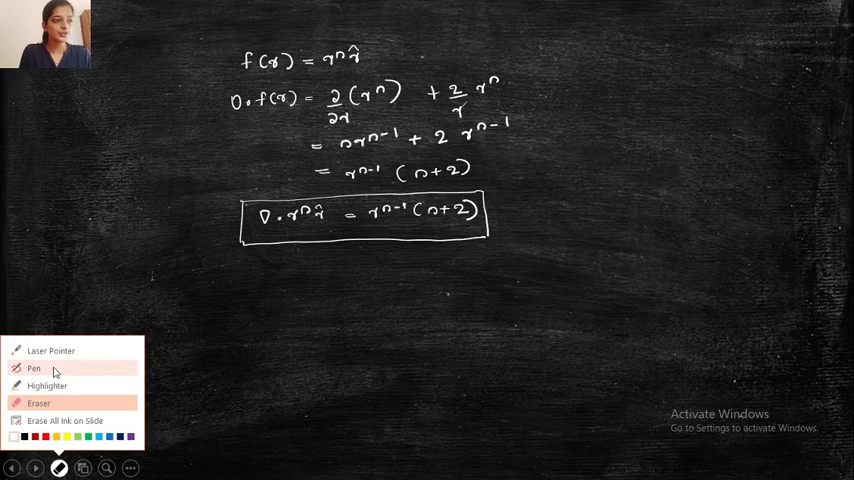 f(r) = rⁿ r̂
∇·f(r) = ∂/∂r (rⁿ) + 2/r rⁿ
= nrⁿ⁻¹ + 2 rⁿ⁻¹
= rⁿ⁻¹ (n+2)
∇·rⁿ r̂ = rⁿ⁻¹ (n+2)
Laser Pointer
Pen
Highlighter
Eraser
Erase All Ink on Slide
Activate Windows
Go to Settings to activate Windows.